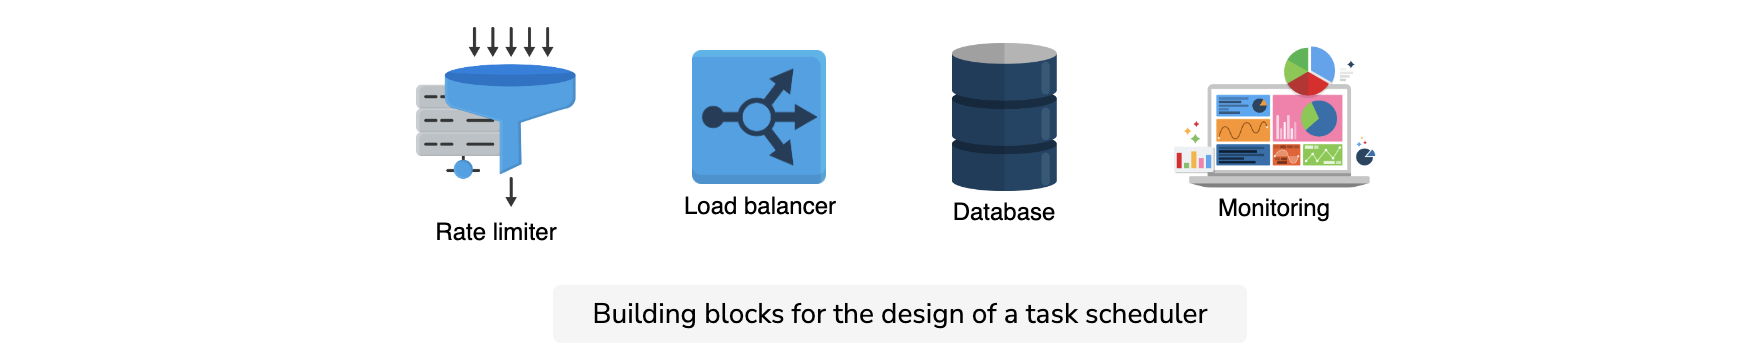 Rate limiter
Load balancer
Database
Monitoring
Building blocks for the design of a task scheduler